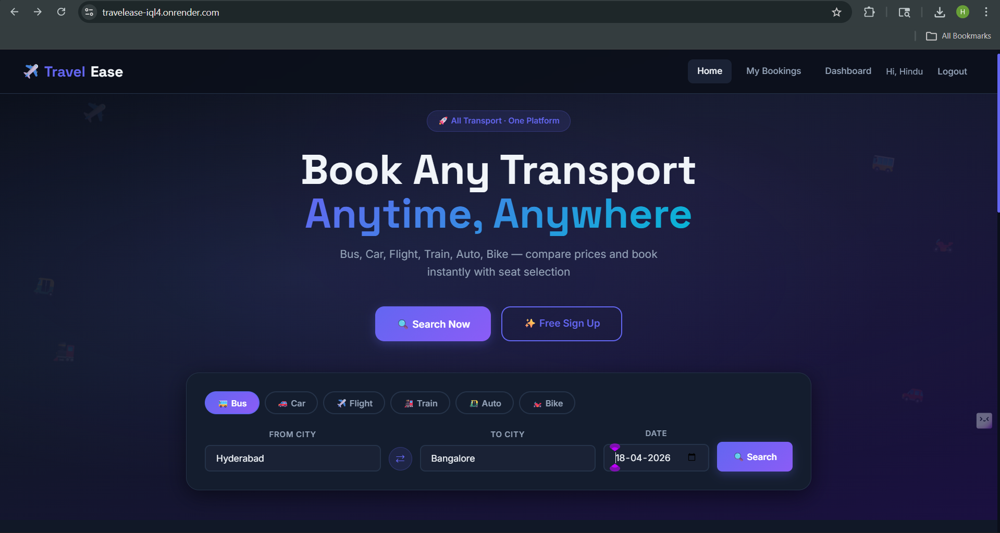 travelease-iql4.onrender.com
H
All Bookmarks
Travel Ease
Home
My Bookings
Dashboard
Hi, Hindu
Logout
All Transport · One Platform
Book Any Transport
Anytime, Anywhere
Bus, Car, Flight, Train, Auto, Bike — compare prices and book
instantly with seat selection
Search Now
Free Sign Up
Bus
Car
Flight
Train
Auto
Bike
FROM CITY
TO CITY
DATE
Hyderabad
Bangalore
18-04-2026
Search